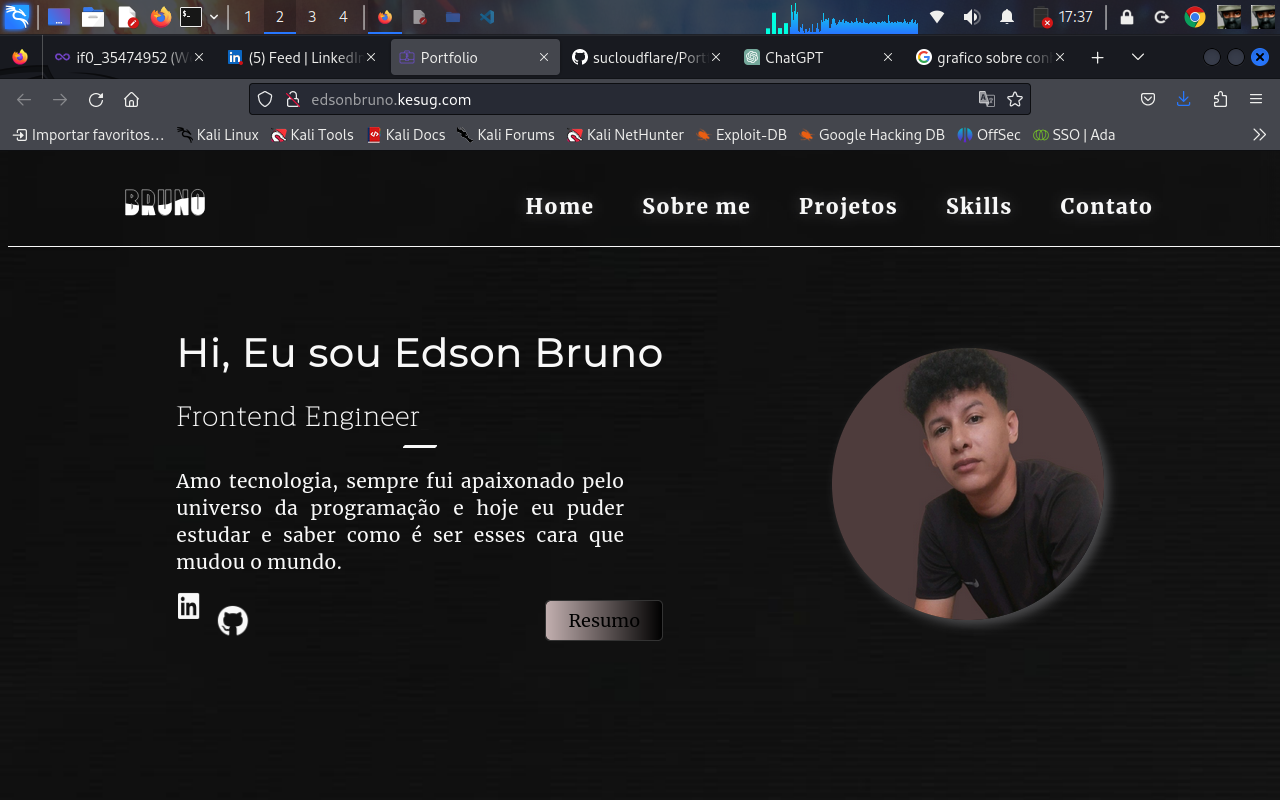 1 2 3 4 17:37
if0_35474952 (W
(5) Feed | LinkedIn
Portfolio
sucloudflare/Port
ChatGPT
grafico sobre con
edsonbruno.kesug.com
Importar favoritos… Kali Linux Kali Tools Kali Docs Kali Forums Kali NetHunter Exploit-DB Google Hacking DB OffSec SSO | Ada
BRUNO
Home Sobre me Projetos Skills Contato
Hi, Eu sou Edson Bruno
Frontend Engineer
Amo tecnologia, sempre fui apaixonado pelo
universo da programação e hoje eu puder
estudar e saber como é ser esses cara que
mudou o mundo.
in
Resumo